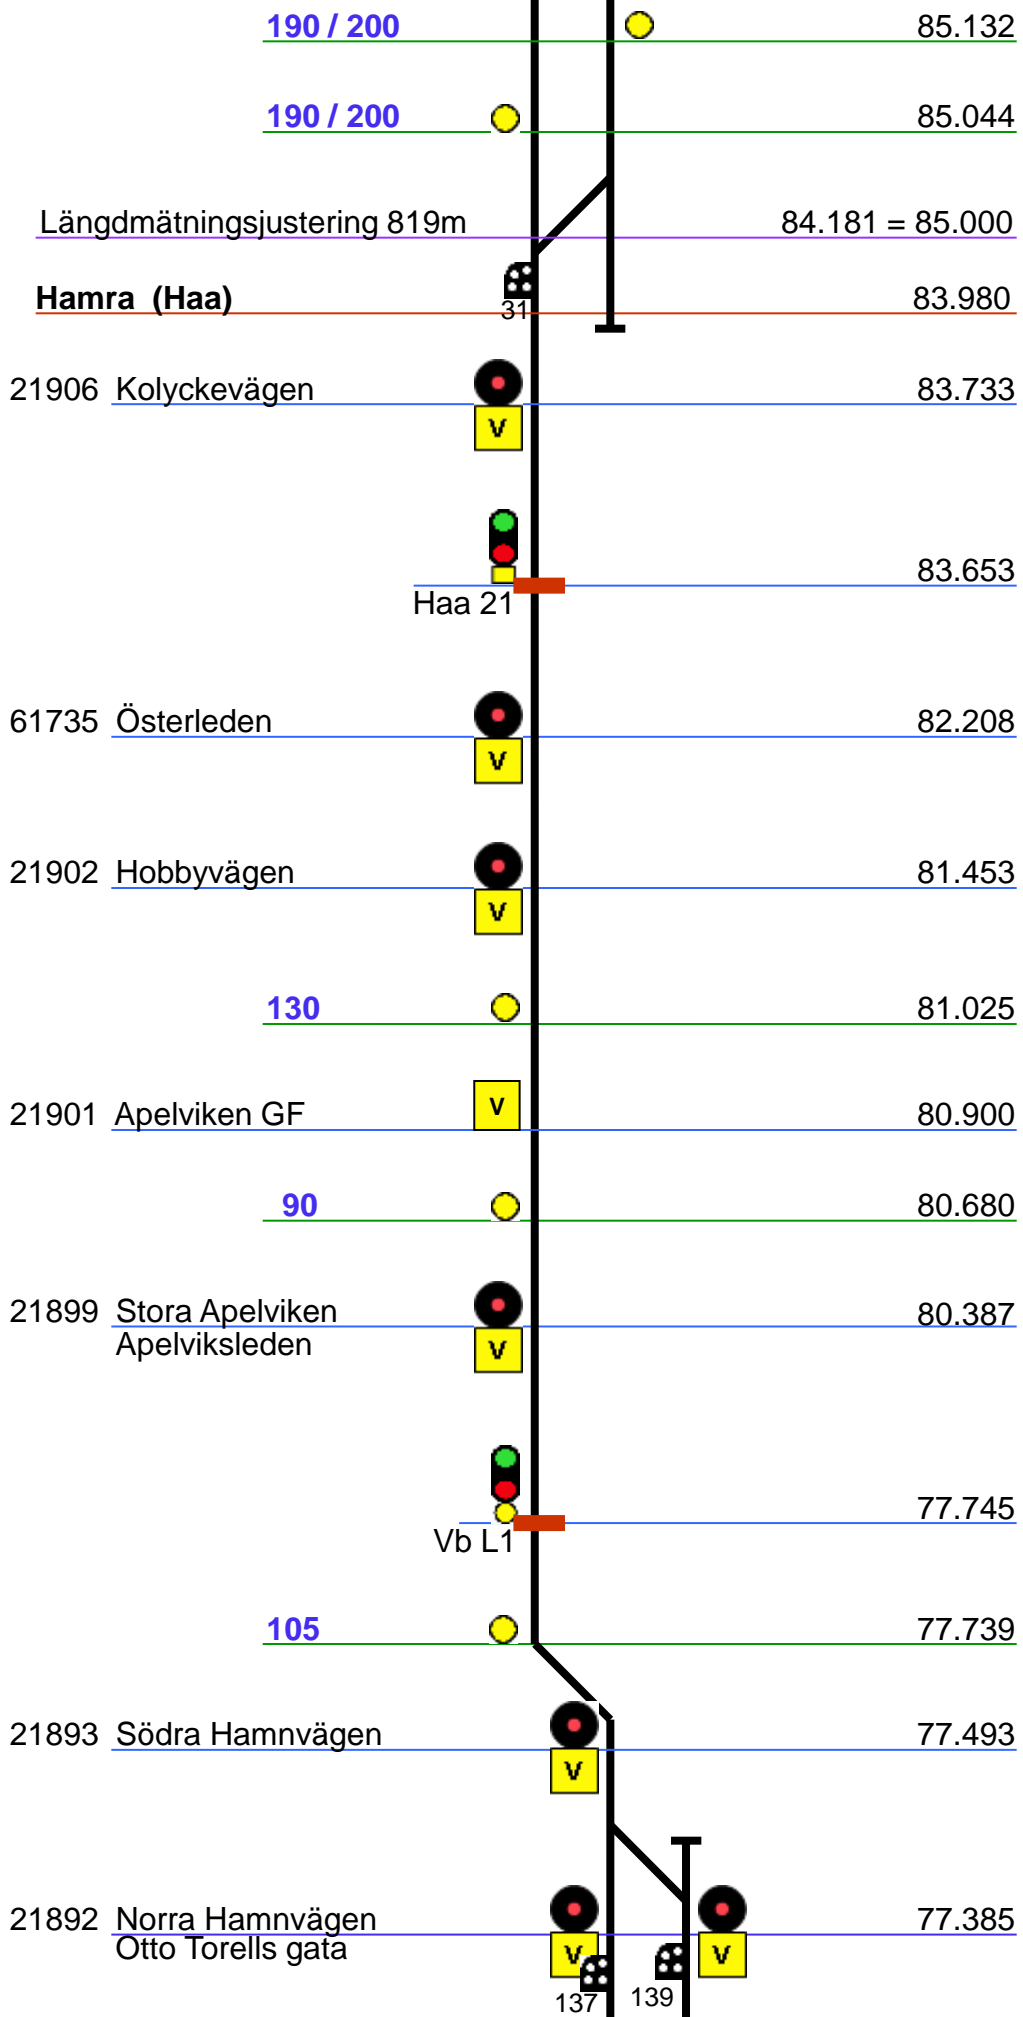 190 / 200 85.132
190 / 200 85.044
Längdmätningsjustering 819m 84.181 = 85.000
Hamra (Haa) 83.980
31
21906 Kolyckevägen 83.733
V
83.653
Haa 21
61735 Österleden 82.208
V
21902 Hobbyvägen 81.453
V
130 81.025
21901 Apelviken GF V 80.900
90 80.680
21899 Stora Apelviken 80.387
Apelviksleden V
77.745
Vb L1
105 77.739
21893 Södra Hamnvägen 77.493
V
21892 Norra Hamnvägen 77.385
Otto Torells gata V V
137 139